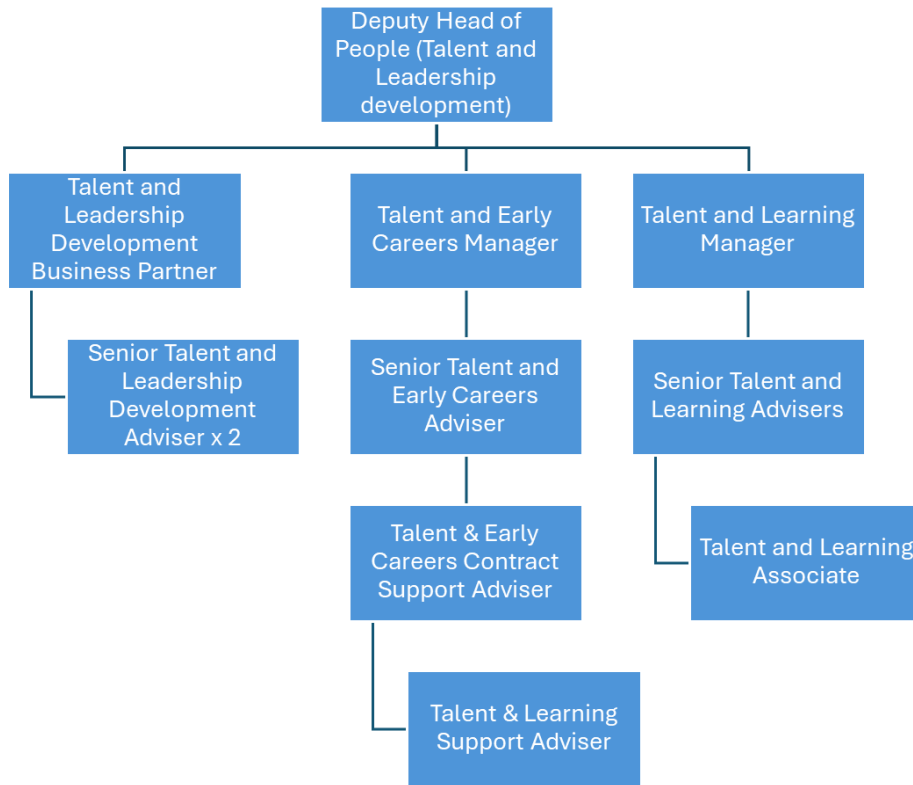 Deputy Head of
People (Talent and
Leadership
development)
Talent and
Leadership
Development
Business Partner
Talent and Early
Careers Manager
Talent and Learning
Manager
Senior Talent and
Leadership
Development
Adviser x 2
Senior Talent and
Early Careers
Adviser
Senior Talent and
Learning Advisers
Talent & Early
Careers Contract
Support Adviser
Talent and Learning
Associate
Talent & Learning
Support Adviser